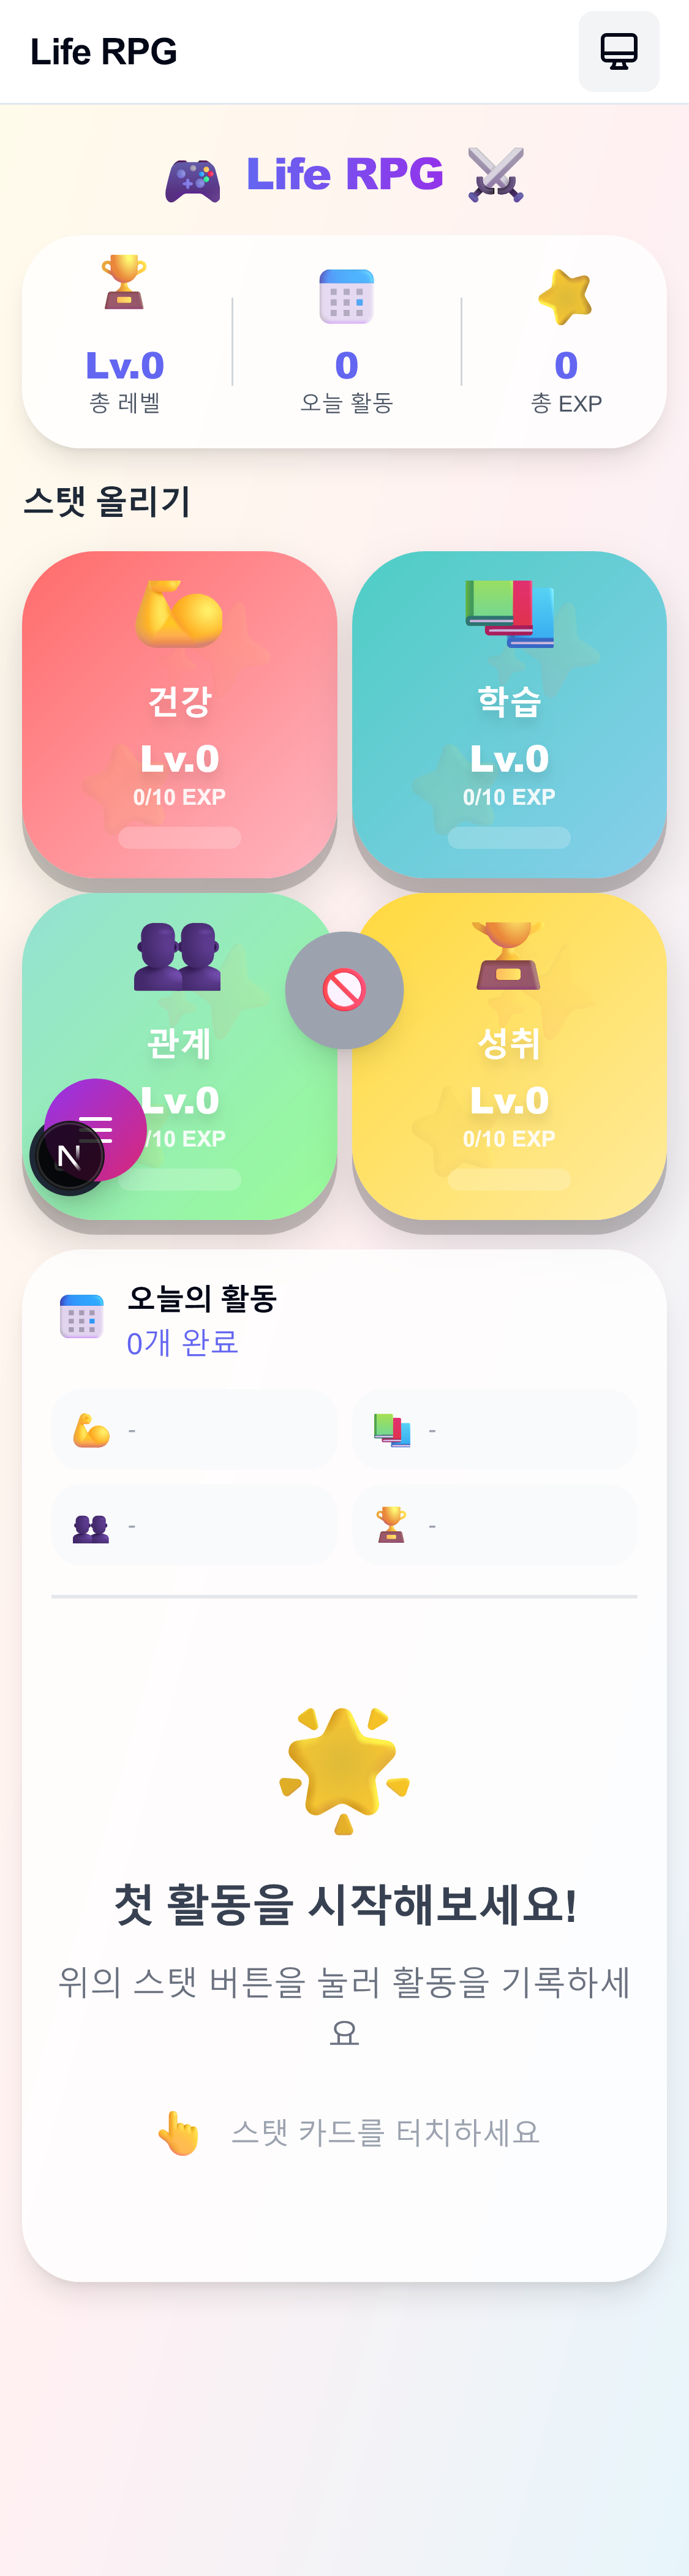 Life RPG
Life RPG
Lv.0
총 레벨
0
오늘 활동
0
총 EXP
스탯 올리기
건강
Lv.0
0/10 EXP
학습
Lv.0
0/10 EXP
관계
Lv.0
/10 EXP
성취
Lv.0
0/10 EXP
N
오늘의 활동
0개 완료
-
-
-
-
첫 활동을 시작해보세요!
위의 스탯 버튼을 눌러 활동을 기록하세
요
스탯 카드를 터치하세요